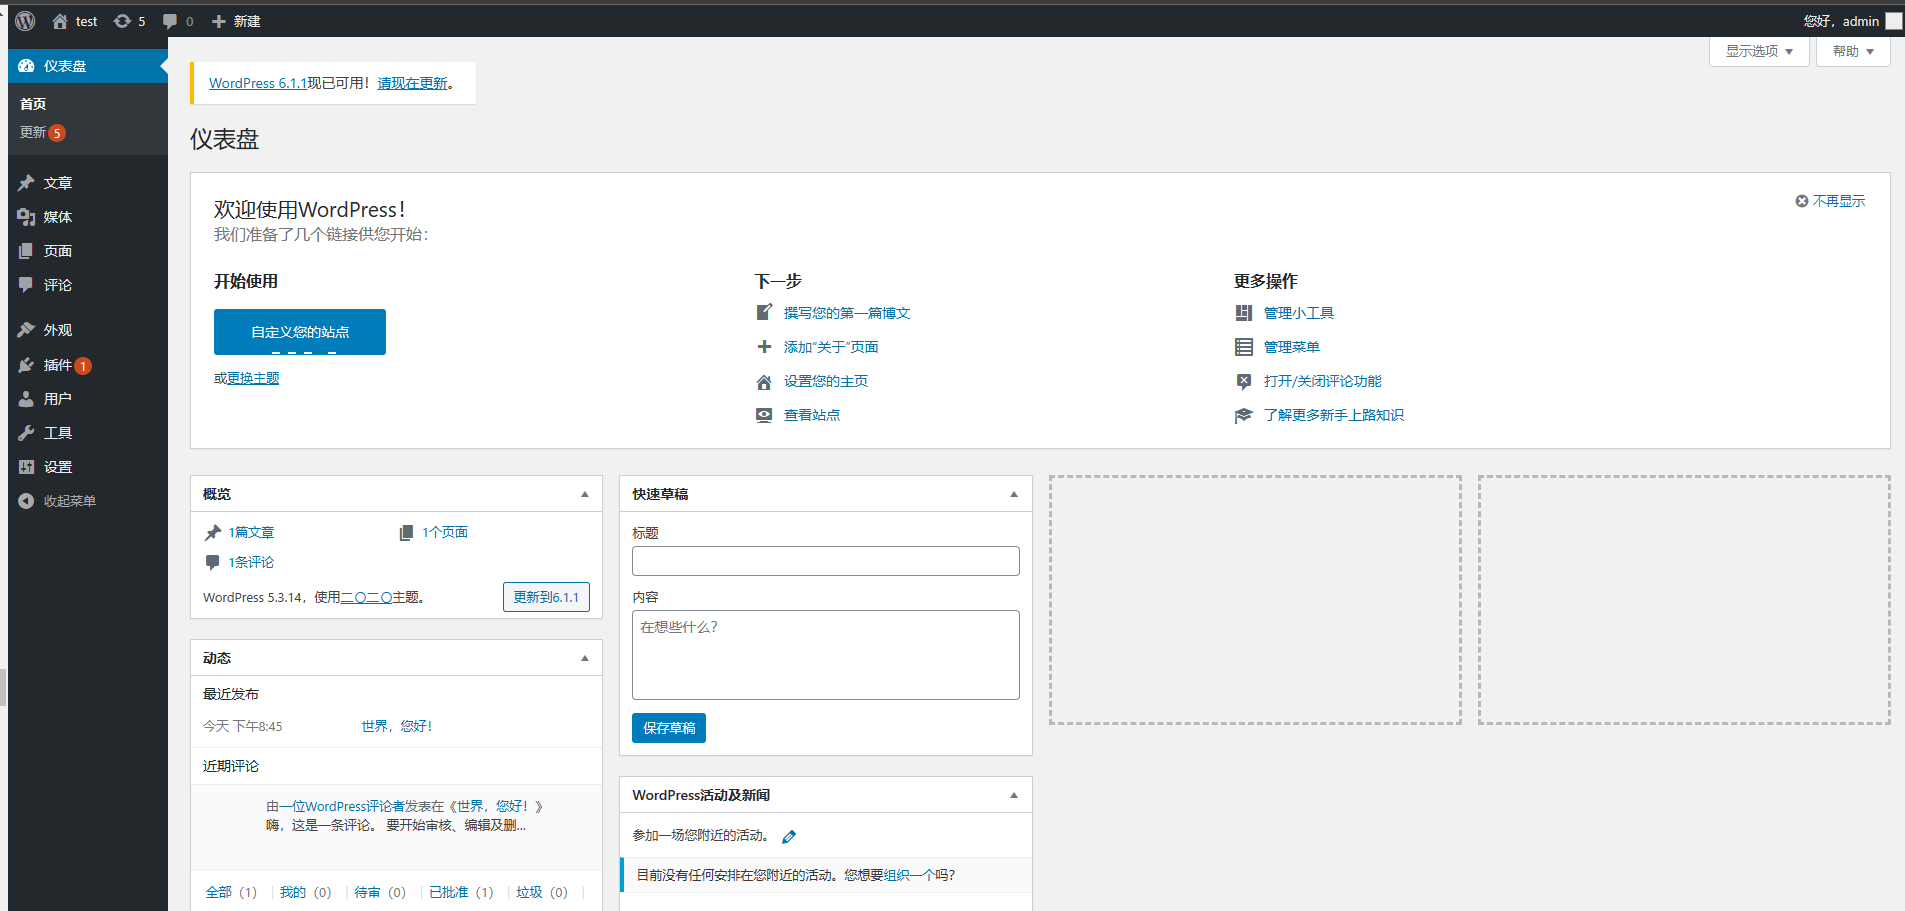 test 5 0 新建 您好，admin
仪表盘
首页
更新 5
文章
媒体
页面
评论
外观
插件 1
用户
工具
设置
收起菜单
显示选项 帮助
WordPress 6.1.1现已可用！请现在更新。
仪表盘
欢迎使用WordPress！
不再显示
我们准备了几个链接供您开始：
开始使用
自定义您的站点
或更换主题
下一步
撰写您的第一篇博文
添加“关于”页面
设置您的主页
查看站点
更多操作
管理小工具
管理菜单
打开/关闭评论功能
了解更多新手上路知识
概览
1篇文章 1个页面
1条评论
WordPress 5.3.14，使用二〇二〇主题。 更新到6.1.1
动态
最近发布
今天 下午8:45 世界，您好！
近期评论
由一位WordPress评论者发表在《世界，您好！》
嗨，这是一条评论。 要开始审核、编辑及删...
全部（1） | 我的（0） | 待审（0） | 已批准（1） | 垃圾（0） |
快速草稿
标题
内容
在想些什么？
保存草稿
WordPress活动及新闻
参加一场您附近的活动。
目前没有任何安排在您附近的活动。您想要组织一个吗？